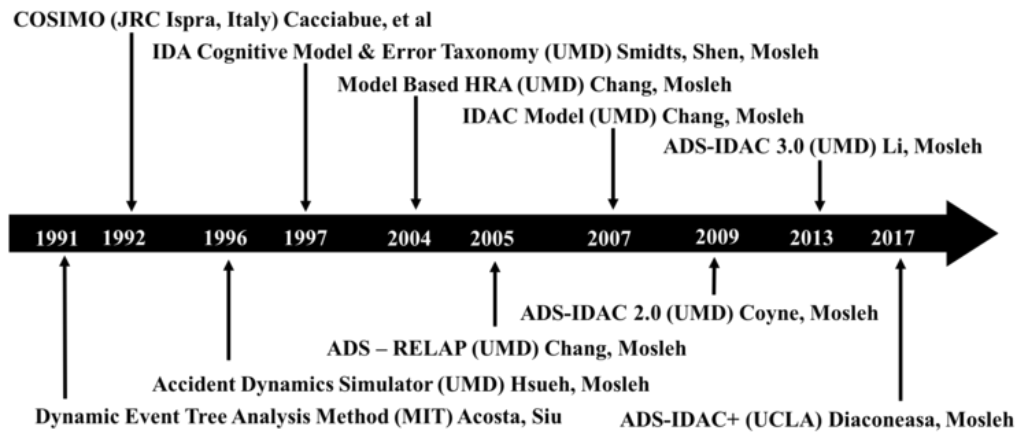 COSIMO (JRC Ispra, Italy) Cacciabue, et al
IDA Cognitive Model & Error Taxonomy (UMD) Smidts, Shen, Mosleh
Model Based HRA (UMD) Chang, Mosleh
IDAC Model (UMD) Chang, Mosleh
ADS-IDAC 3.0 (UMD) Li, Mosleh
1991 1992 1996 1997 2004 2005 2007 2009 2013 2017
ADS-IDAC 2.0 (UMD) Coyne, Mosleh
ADS – RELAP (UMD) Chang, Mosleh
Accident Dynamics Simulator (UMD) Hsueh, Mosleh
Dynamic Event Tree Analysis Method (MIT) Acosta, Siu
ADS-IDAC+ (UCLA) Diaconeasa, Mosleh